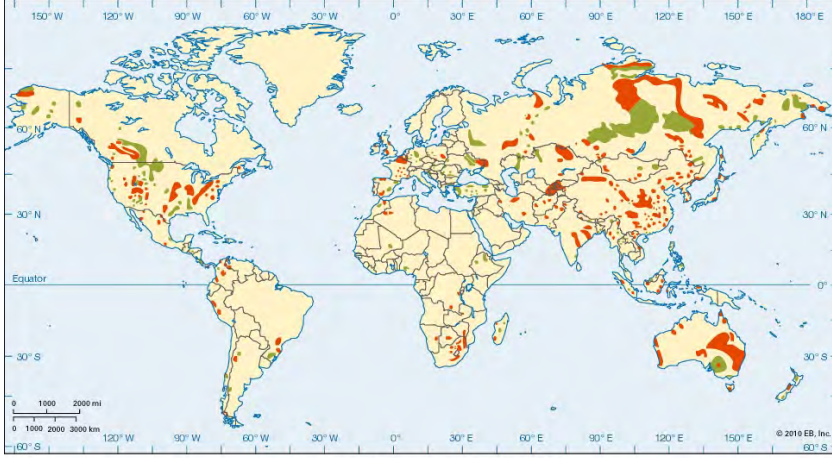 150° W 120° W 90° W 60° W 30° W 0° 30° E 60° E 90° E 120° E 150° E 180° E
60° N 60° N
30° N 30° N
Equator 0°
30° S 30° S
0 1000 2000 mi
0 1000 2000 3000 km
© 2010 EB, Inc.
60° S 120° W 90° W 60° W 30° W 0° 30° E 60° E 90° E 120° E 150° E 60° S